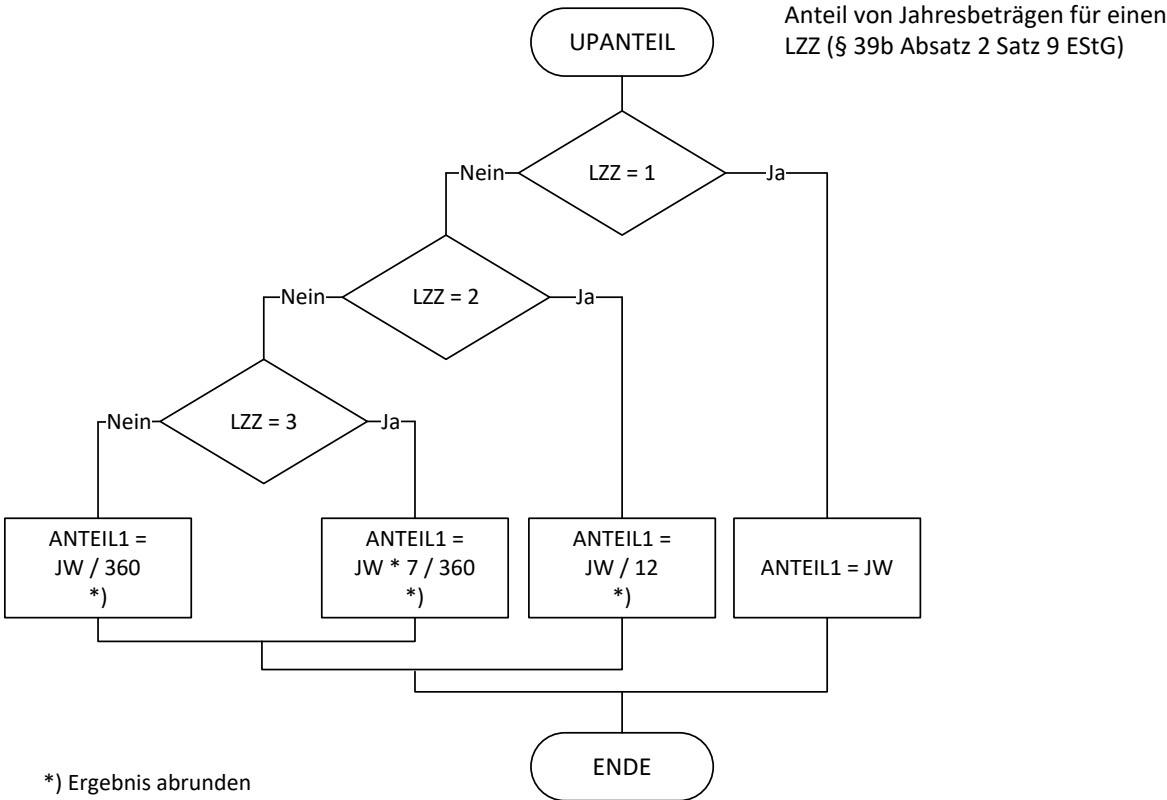 UPANTEIL
Anteil von Jahresbeträgen für einen
LZZ (§ 39b Absatz 2 Satz 9 EStG)
Nein
LZZ = 1
Ja
Nein
LZZ = 2
Ja
Nein
LZZ = 3
Ja
ANTEIL1 =
JW / 360
*)
ANTEIL1 =
JW * 7 / 360
*)
ANTEIL1 =
JW / 12
*)
ANTEIL1 = JW
ENDE
*) Ergebnis abrunden